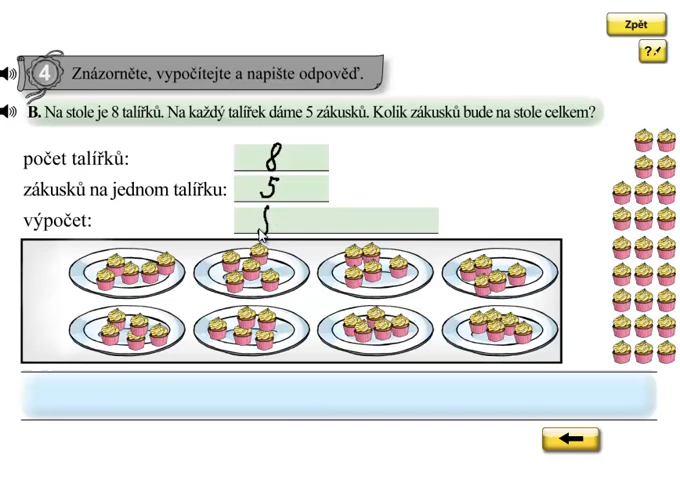 Zpět
?
4 Znázorněte, vypočítejte a napište odpověď.
B. Na stole je 8 talířků. Na každý talířek dáme 5 zákusků. Kolik zákusků bude na stole celkem?
počet talířků: 8
zákusků na jednom talířku: 5
výpočet: